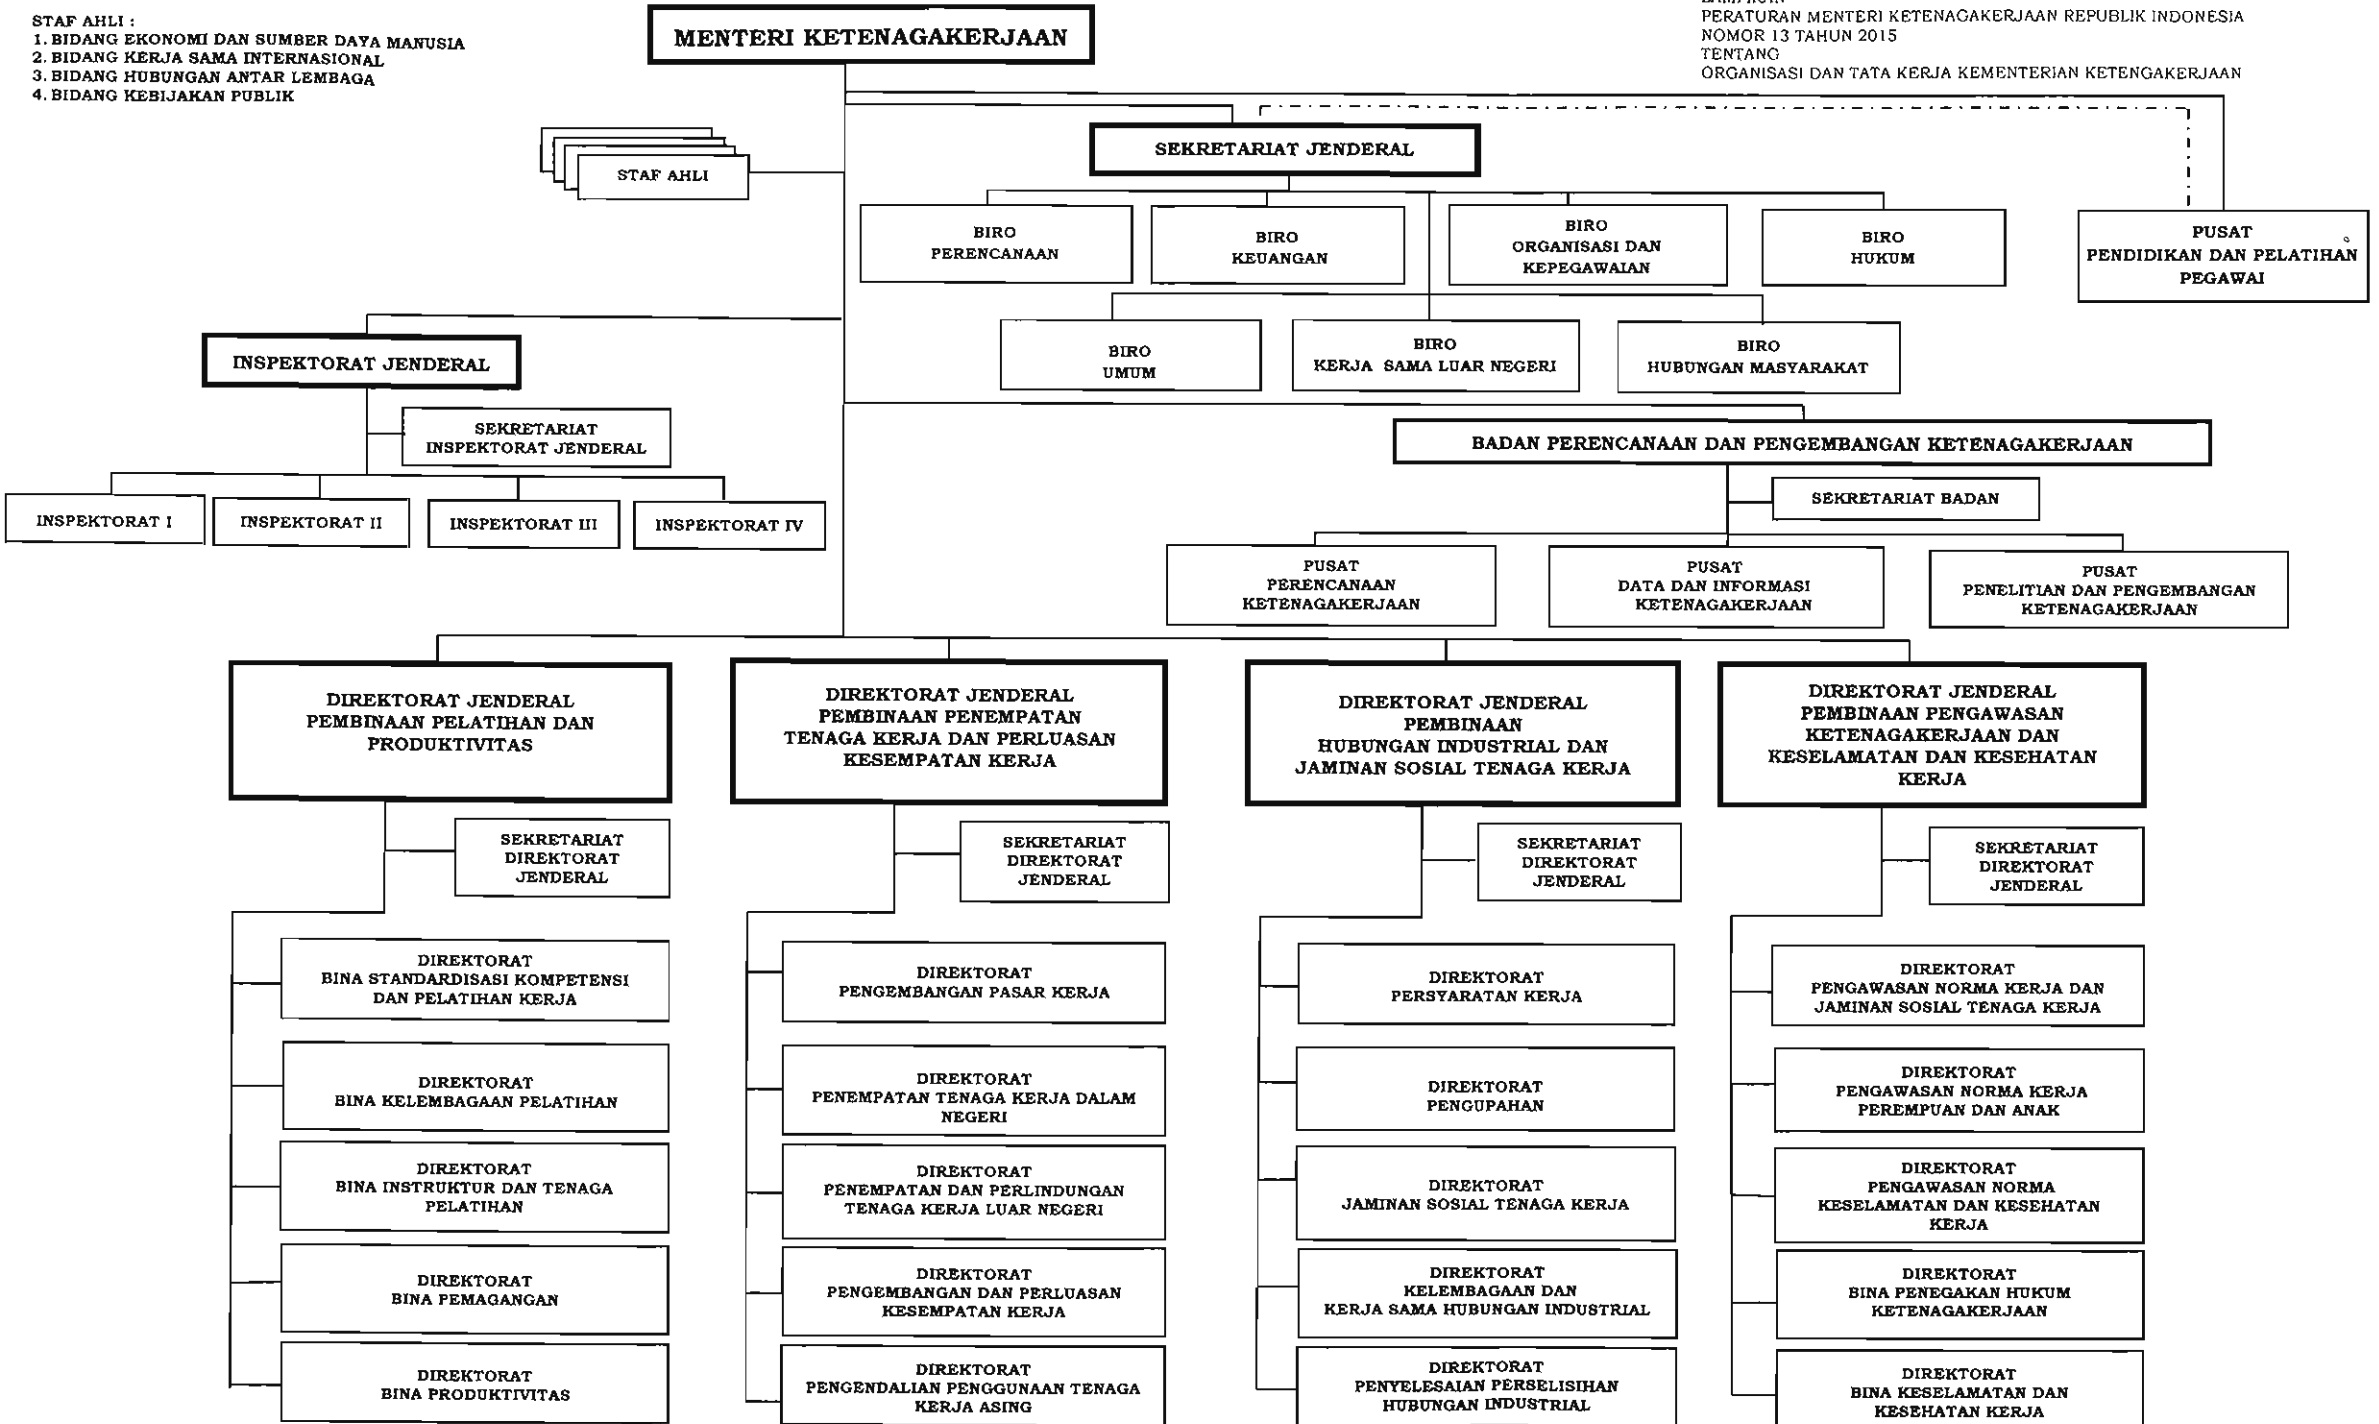 STAF AHLI :
1. BIDANG EKONOMI DAN SUMBER DAYA MANUSIA
2. BIDANG KERJA SAMA INTERNASIONAL
3. BIDANG HUBUNGAN ANTAR LEMBAGA
4. BIDANG KEBIJAKAN PUBLIK
MENTERI KETENAGAKERJAAN
PERATURAN MENTERI KETENAGAKERJAAN REPUBLIK INDONESIA
NOMOR 13 TAHUN 2015
TENTANG
ORGANISASI DAN TATA KERJA KEMENTERIAN KETENGAKERJAAN
STAF AHLI
SEKRETARIAT JENDERAL
BIRO
PERENCANAAN
BIRO
KEUANGAN
BIRO
ORGANISASI DAN
KEPEGAWAIAN
BIRO
HUKUM
PUSAT
PENDIDIKAN DAN PELATIHAN
PEGAWAI
BIRO
UMUM
BIRO
KERJA SAMA LUAR NEGERI
BIRO
HUBUNGAN MASYARAKAT
INSPEKTORAT JENDERAL
SEKRETARIAT
INSPEKTORAT JENDERAL
INSPEKTORAT I
INSPEKTORAT II
INSPEKTORAT III
INSPEKTORAT IV
BADAN PERENCANAAN DAN PENGEMBANGAN KETENAGAKERJAAN
SEKRETARIAT BADAN
PUSAT
PERENCANAAN
KETENAGAKERJAAN
PUSAT
DATA DAN INFORMASI
KETENAGAKERJAAN
PUSAT
PENELITIAN DAN PENGEMBANGAN
KETENAGAKERJAAN
DIREKTORAT JENDERAL
PEMBINAAN PELATIHAN DAN
PRODUKTIVITAS
SEKRETARIAT
DIREKTORAT
JENDERAL
DIREKTORAT
BINA STANDARDISASI KOMPETENSI
DAN PELATIHAN KERJA
DIREKTORAT
BINA KELEMBAGAAN PELATIHAN
DIREKTORAT
BINA INSTRUKTUR DAN TENAGA
PELATIHAN
DIREKTORAT
BINA PEMAGANGAN
DIREKTORAT
BINA PRODUKTIVITAS
DIREKTORAT JENDERAL
PEMBINAAN PENEMPATAN
TENAGA KERJA DAN PERLUASAN
KESEMPATAN KERJA
SEKRETARIAT
DIREKTORAT
JENDERAL
DIREKTORAT
PENGEMBANGAN PASAR KERJA
DIREKTORAT
PENEMPATAN TENAGA KERJA DALAM
NEGERI
DIREKTORAT
PENEMPATAN DAN PERLINDUNGAN
TENAGA KERJA LUAR NEGERI
DIREKTORAT
PENGEMBANGAN DAN PERLUASAN
KESEMPATAN KERJA
DIREKTORAT
PENGENDALIAN PENGGUNAAN TENAGA
KERJA ASING
DIREKTORAT JENDERAL
PEMBINAAN
HUBUNGAN INDUSTRIAL DAN
JAMINAN SOSIAL TENAGA KERJA
SEKRETARIAT
DIREKTORAT
JENDERAL
DIREKTORAT
PERSYARATAN KERJA
DIREKTORAT
PENGUPAHAN
DIREKTORAT
JAMINAN SOSIAL TENAGA KERJA
DIREKTORAT
KELEMBAGAAN DAN
KERJA SAMA HUBUNGAN INDUSTRIAL
DIREKTORAT
PENYELESAIAN PERSELISIHAN
HUBUNGAN INDUSTRIAL
DIREKTORAT JENDERAL
PEMBINAAN PENGAWASAN
KETENAGAKERJAAN DAN
KESELAMATAN DAN KESEHATAN
KERJA
SEKRETARIAT
DIREKTORAT
JENDERAL
DIREKTORAT
PENGAWASAN NORMA KERJA DAN
JAMINAN SOSIAL TENAGA KERJA
DIREKTORAT
PENGAWASAN NORMA KERJA
PEREMPUAN DAN ANAK
DIREKTORAT
PENGAWASAN NORMA
KESELAMATAN DAN KESEHATAN
KERJA
DIREKTORAT
BINA PENEGAKAN HUKUM
KETENAGAKERJAAN
DIREKTORAT
BINA KESELAMATAN DAN
KESEHATAN KERJA